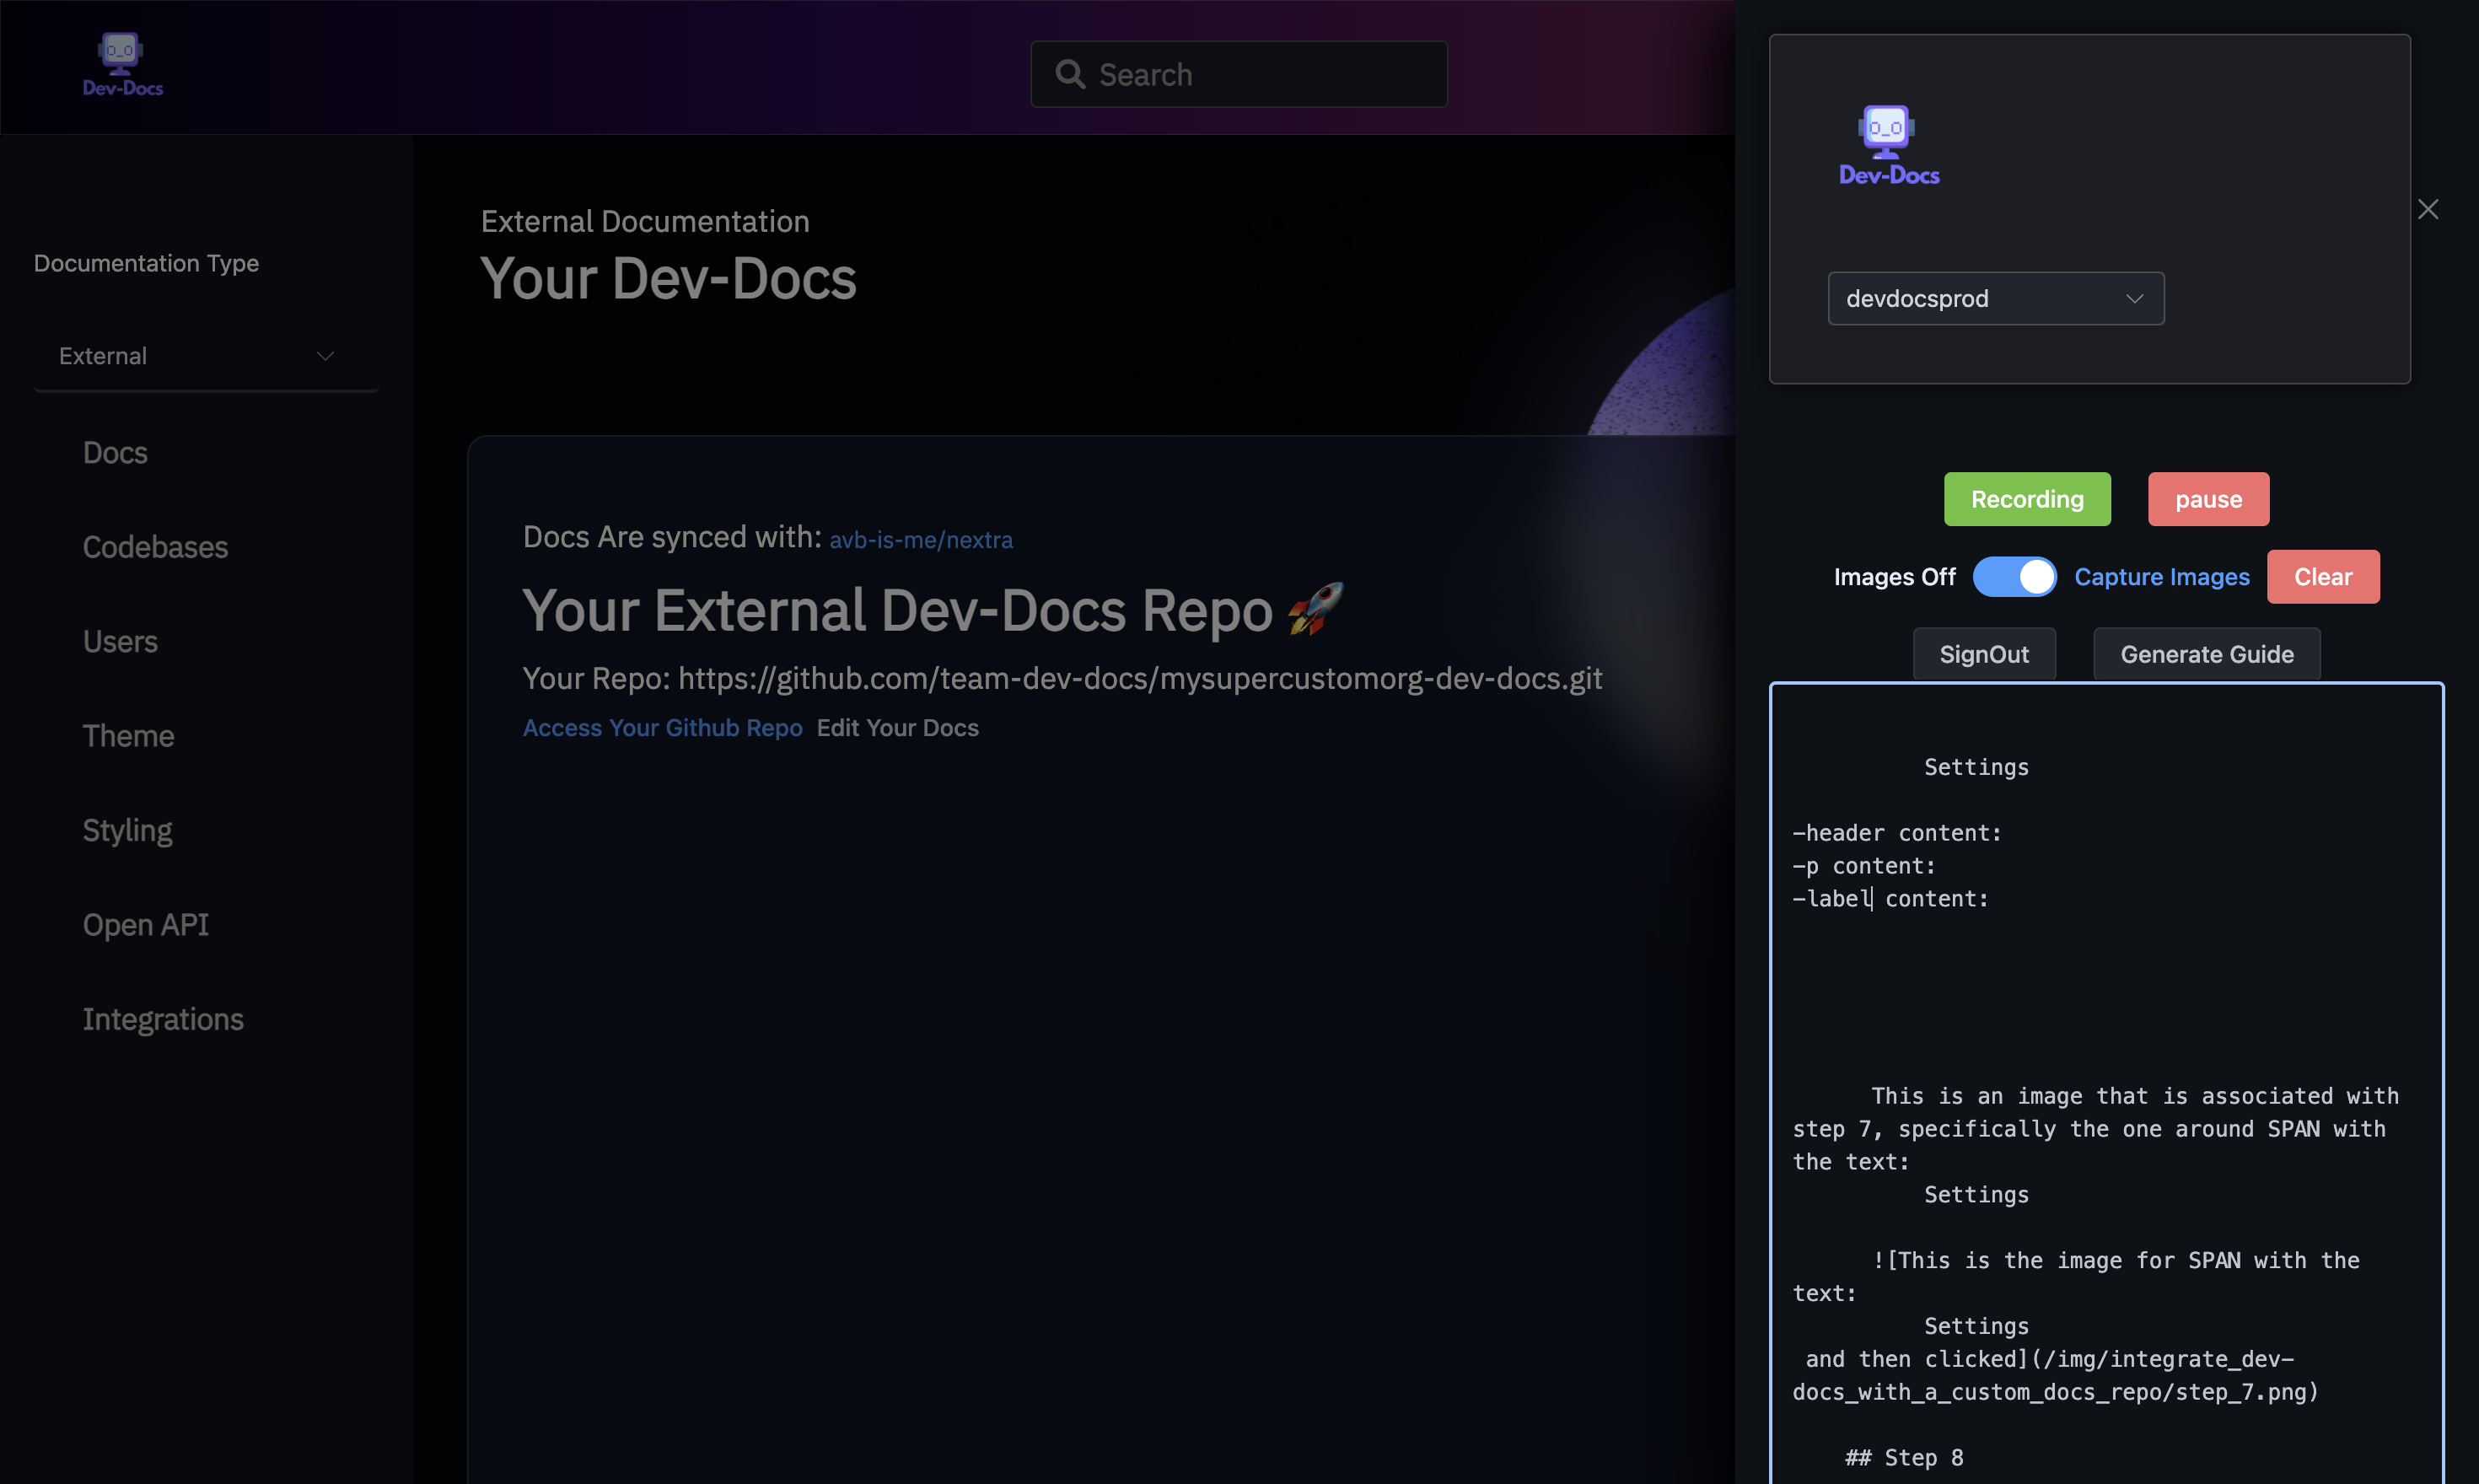 o_o
Dev-Docs
Search
Documentation Type
External
Docs
Codebases
Users
Theme
Styling
Open API
Integrations
External Documentation
Your Dev-Docs
Docs Are synced with: avb-is-me/nextra
Your External Dev-Docs Repo 🚀
Your Repo: https://github.com/team-dev-docs/mysupercustomorg-dev-docs.git
Access Your Github Repo Edit Your Docs
o_o
Dev-Docs
devdocsprod
Recording pause
Images Off Capture Images Clear
SignOut Generate Guide
Settings
-header content:
-p content:
-label content:
This is an image that is associated with
step 7, specifically the one around SPAN with
the text:
Settings
![This is the image for SPAN with the
text:
Settings
and then clicked](/img/integrate_dev-
docs_with_a_custom_docs_repo/step_7.png)
## Step 8